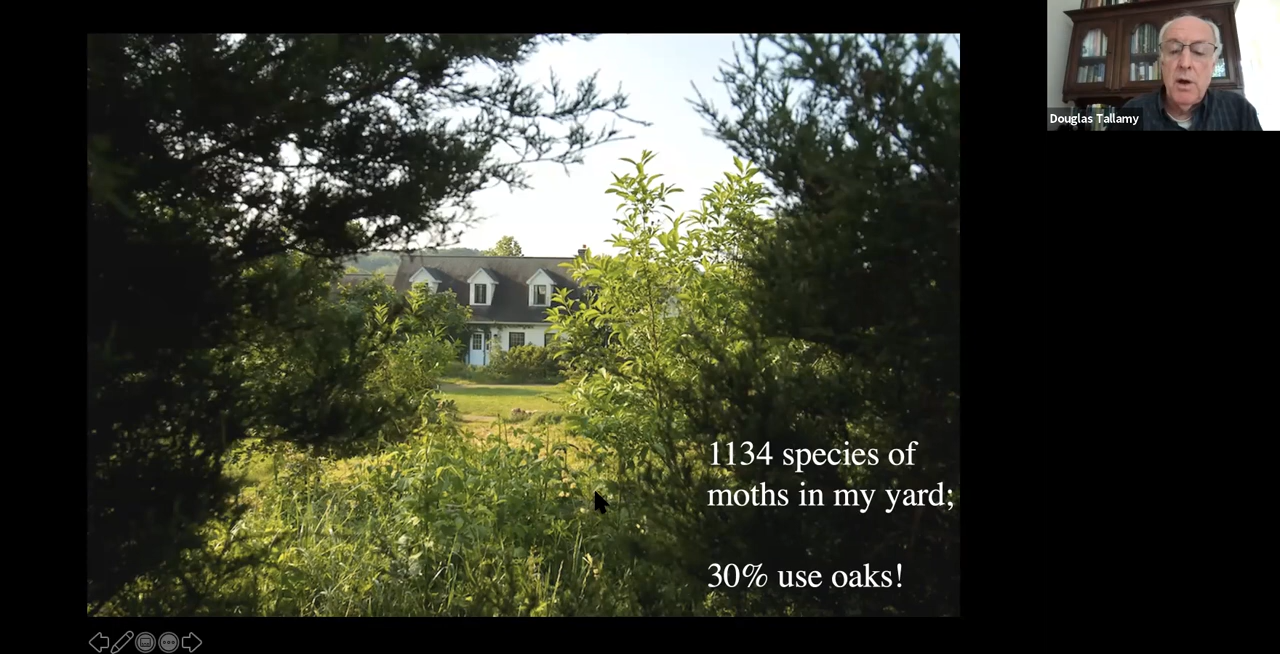 Douglas Tallamy
1134 species of
moths in my yard;
30% use oaks!